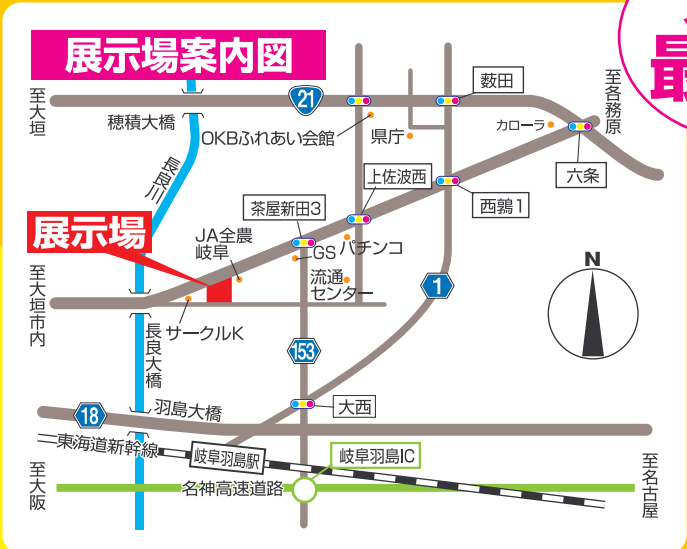 展示場案内図
最
至大垣
21
薮田
至各務原
穂積大橋
OKBふれあい会館
県庁
カローラ
六条
長良川
上佐波西
西鶉1
茶屋新田3
展示場
JA全農
岐阜
GS
パチンコ
流通
センター
1
N
至大垣市内
サークルK
長良大橋
153
大西
18
羽島大橋
東海道新幹線
岐阜羽島駅
岐阜羽島IC
至大阪
名神高速道路
至名古屋